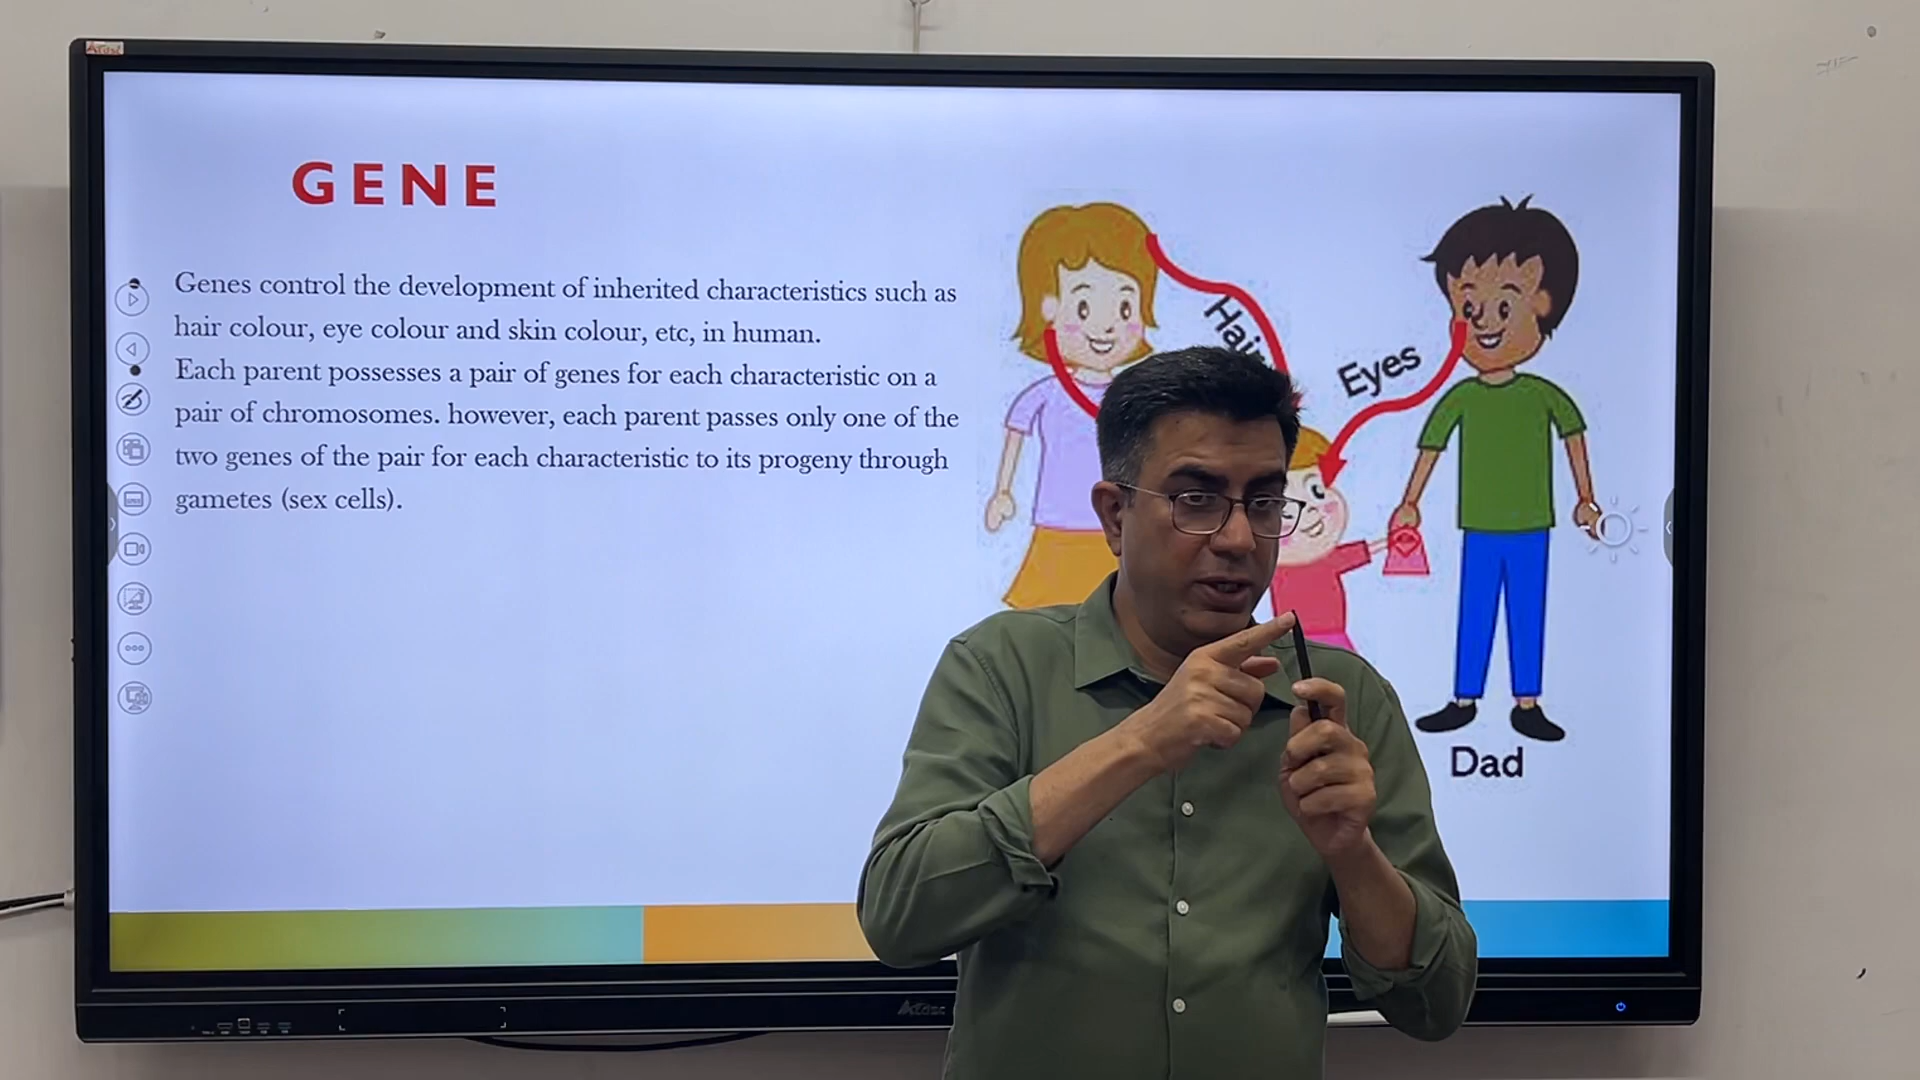 GENE
Genes control the development of inherited characteristics such as
hair colour, eye colour and skin colour, etc, in human.
Each parent possesses a pair of genes for each characteristic on a
pair of chromosomes. however, each parent passes only one of the
two genes of the pair for each characteristic to its progeny through
gametes (sex cells).
Hair
Eyes
Dad